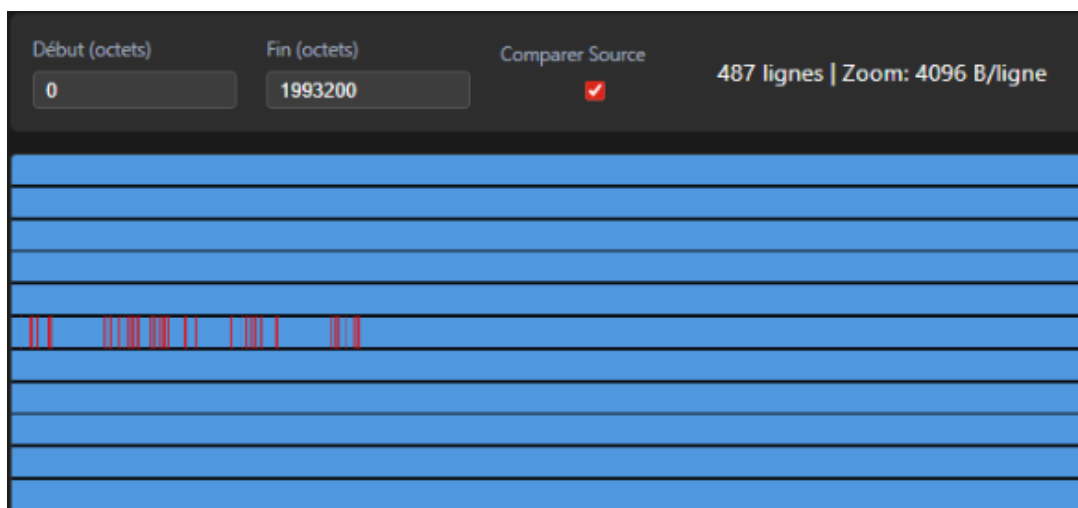 Début (octets)
Fin (octets)
Comparer Source
0
1993200
487 lignes | Zoom: 4096 B/ligne